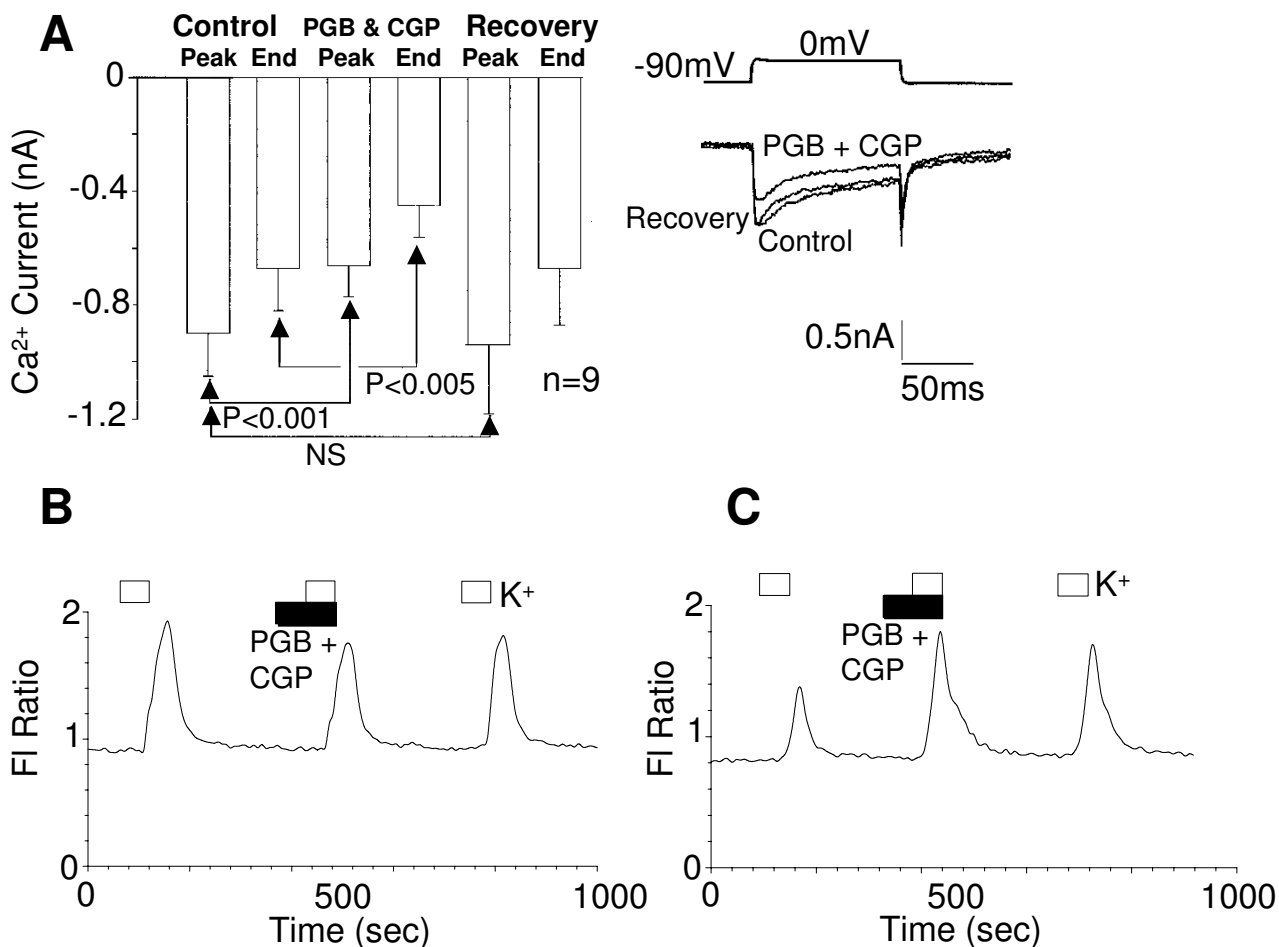 A
Control PGB & CGP Recovery
Peak End Peak End Peak End
0
-0.4
-0.8
-1.2
Ca²⁺ Current (nA)
P<0.005
P<0.001
NS
n=9
0mV
-90mV
PGB + CGP
Recovery
Control
0.5nA
50ms
B
K⁺
PGB +
CGP
2
1
0
FI Ratio
0 500 1000
Time (sec)
C
K⁺
PGB +
CGP
2
1
0
FI Ratio
0 500 1000
Time (sec)